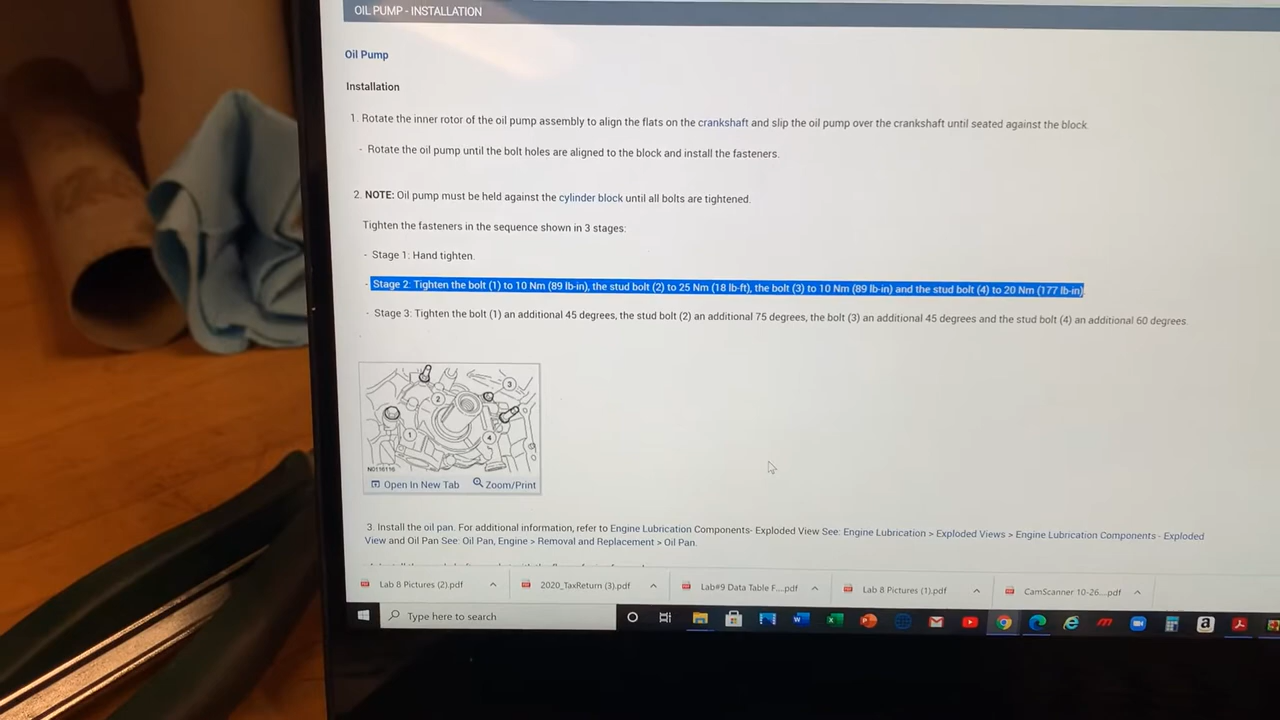 OIL PUMP - INSTALLATION
Oil Pump
Installation
1. Rotate the inner rotor of the oil pump assembly to align the flats on the crankshaft and slip the oil pump over the crankshaft until seated against the block.
- Rotate the oil pump until the bolt holes are aligned to the block and install the fasteners.
2. NOTE: Oil pump must be held against the cylinder block until all bolts are tightened.
Tighten the fasteners in the sequence shown in 3 stages:
- Stage 1: Hand tighten.
- Stage 2: Tighten the bolt (1) to 10 Nm (89 lb-in), the stud bolt (2) to 25 Nm (18 lb-ft), the bolt (3) to 10 Nm (89 lb-in) and the stud bolt (4) to 20 Nm (177 lb-in).
- Stage 3: Tighten the bolt (1) an additional 45 degrees, the stud bolt (2) an additional 75 degrees, the bolt (3) an additional 45 degrees and the stud bolt (4) an additional 60 degrees.
3
2
1
4
N0116116
Open In New Tab Zoom/Print
3. Install the oil pan. For additional information, refer to Engine Lubrication Components- Exploded View See: Engine Lubrication > Exploded Views > Engine Lubrication Components - Exploded
View and Oil Pan See: Oil Pan, Engine > Removal and Replacement > Oil Pan.
Lab 8 Pictures (2).pdf 2020_TaxReturn (3).pdf Lab#9 Data Table F....pdf Lab 8 Pictures (1).pdf CamScanner 10-26....pdf
Type here to search